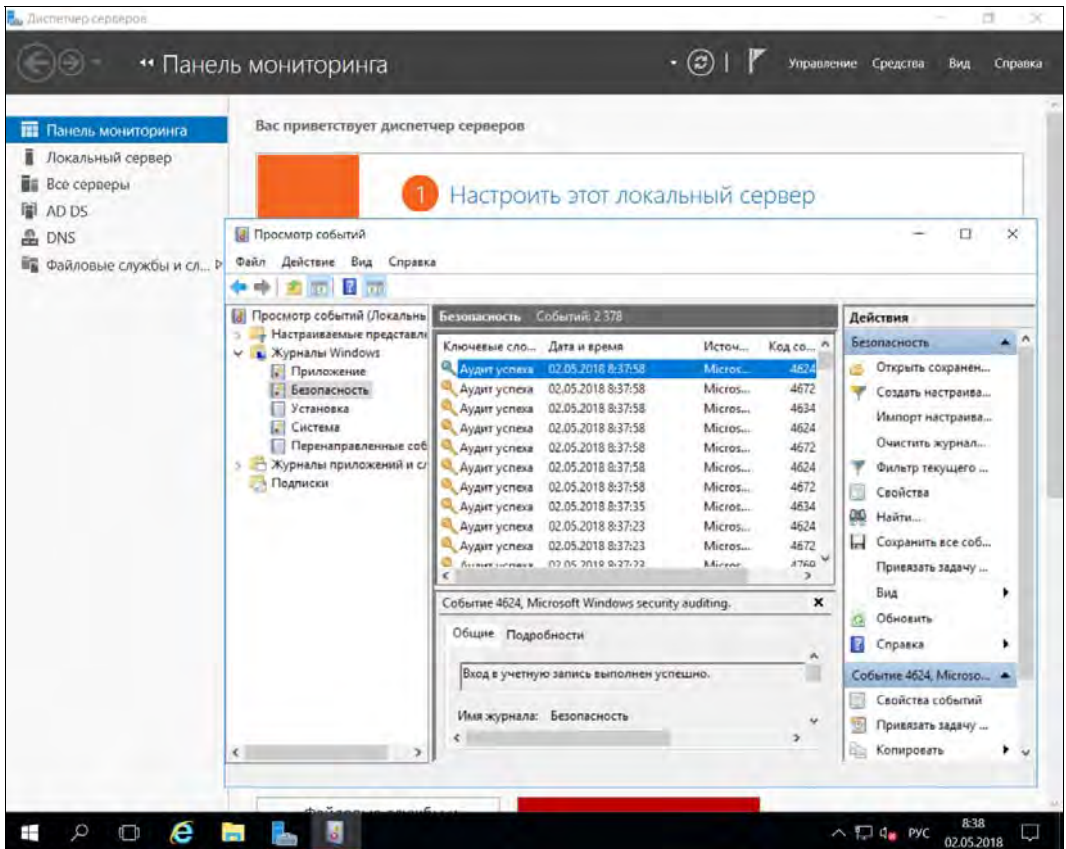 Диспетчер серверов
Панель мониторинга
Управление Средства Вид Справка
Панель мониторинга
Локальный сервер
Все серверы
AD DS
DNS
Файловые службы и сл...
Вас приветствует диспетчер серверов
1 Настроить этот локальный сервер
Просмотр событий
Файл Действие Вид Справка
Просмотр событий (Локальнь
Настраиваемые представле
Журналы Windows
Приложение
Безопасность
Установка
Система
Перенаправленные соб
Журналы приложений и сл
Подписки
Безопасность Событий: 2 378
Ключевые сло... Дата и время Источ... Код со...
Аудит успеха 02.05.2018 8:37:58 Micros... 4624
Аудит успеха 02.05.2018 8:37:58 Micros... 4672
Аудит успеха 02.05.2018 8:37:58 Micros... 4634
Аудит успеха 02.05.2018 8:37:58 Micros... 4624
Аудит успеха 02.05.2018 8:37:58 Micros... 4672
Аудит успеха 02.05.2018 8:37:58 Micros... 4624
Аудит успеха 02.05.2018 8:37:58 Micros... 4672
Аудит успеха 02.05.2018 8:37:35 Micros... 4634
Аудит успеха 02.05.2018 8:37:23 Micros... 4624
Аудит успеха 02.05.2018 8:37:23 Micros... 4672
Аудит успеха 02.05.2018 8:37:23 Micros... 4769
Событие 4624, Microsoft Windows security auditing.
Общие Подробности
Вход в учетную запись выполнен успешно.
Имя журнала: Безопасность
Действия
Безопасность
Открыть сохранен...
Создать настраива...
Импорт настраива...
Очистить журнал...
Фильтр текущего ...
Свойства
Найти...
Сохранить все соб...
Привязать задачу ...
Вид
Обновить
Справка
Событие 4624, Microso...
Свойства событий
Привязать задачу ...
Копировать
РУС
8:38
02.05.2018